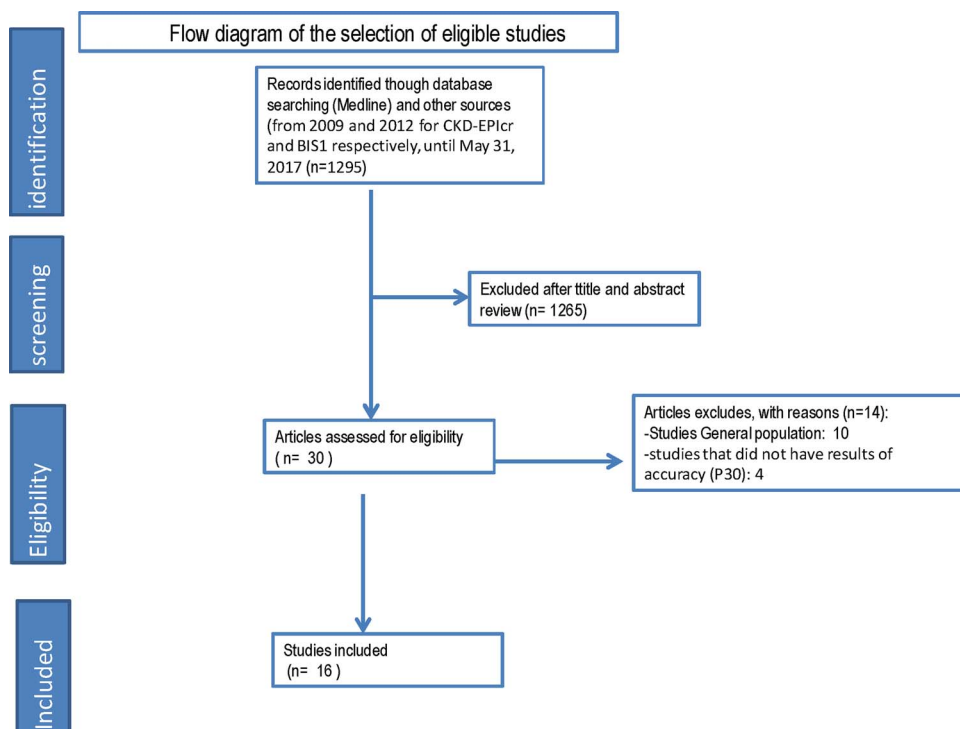 Flow diagram of the selection of eligible studies
identification
Records identified though database
searching (Medline) and other sources
(from 2009 and 2012 for CKD-EPIcr
and BIS1 respectively, until May 31,
2017 (n=1295)
screening
Excluded after ttitle and abstract
review (n= 1265)
Eligibility
Articles assessed for eligibility
( n= 30 )
Articles excludes, with reasons (n=14):
-Studies General population: 10
-studies that did not have results of
accuracy (P30): 4
Included
Studies included
(n= 16 )